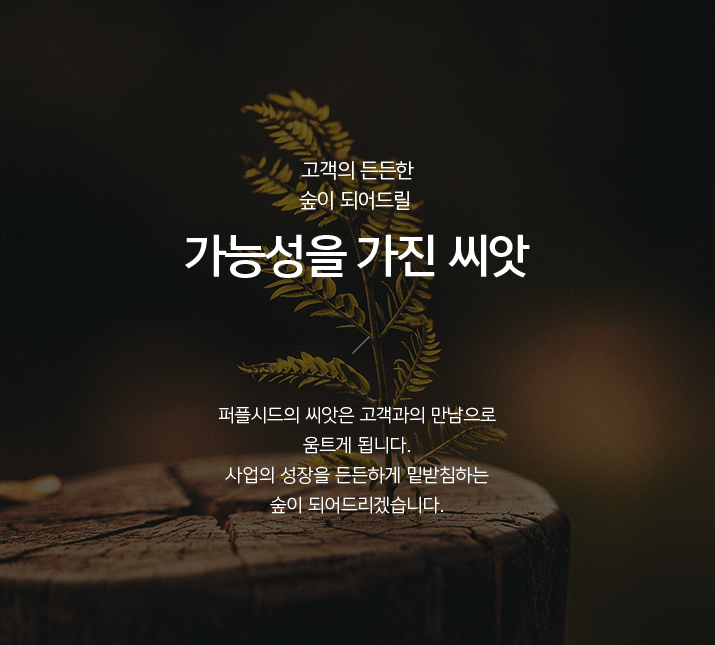 고객의 든든한
숲이 되어드릴
가능성을 가진 씨앗
퍼플시드의 씨앗은 고객과의 만남으로
움트게 됩니다.
사업의 성장을 든든하게 밑받침하는
숲이 되어드리겠습니다.